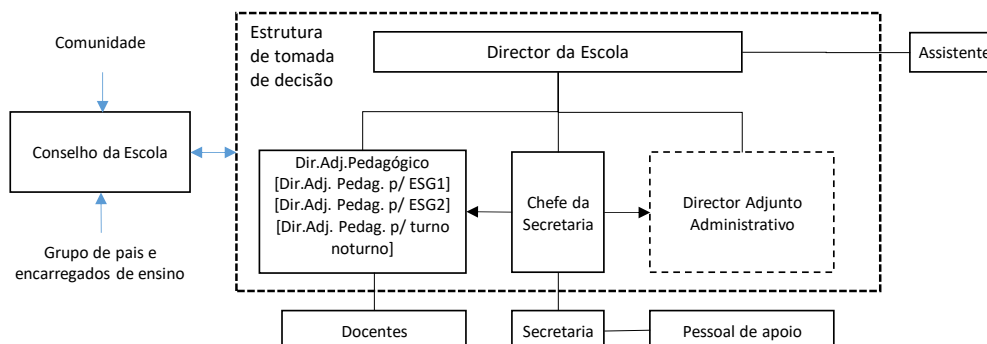 Comunidade
Conselho da Escola
Grupo de pais e
encarregados de ensino
Estrutura
de tomada
de decisão
Director da Escola
Assistente
Dir.Adj.Pedagógico
[Dir.Adj. Pedag. p/ ESG1]
[Dir.Adj. Pedag. p/ ESG2]
[Dir.Adj. Pedag. p/ turno
noturno]
Chefe da
Secretaria
Director Adjunto
Administrativo
Docentes
Secretaria
Pessoal de apoio